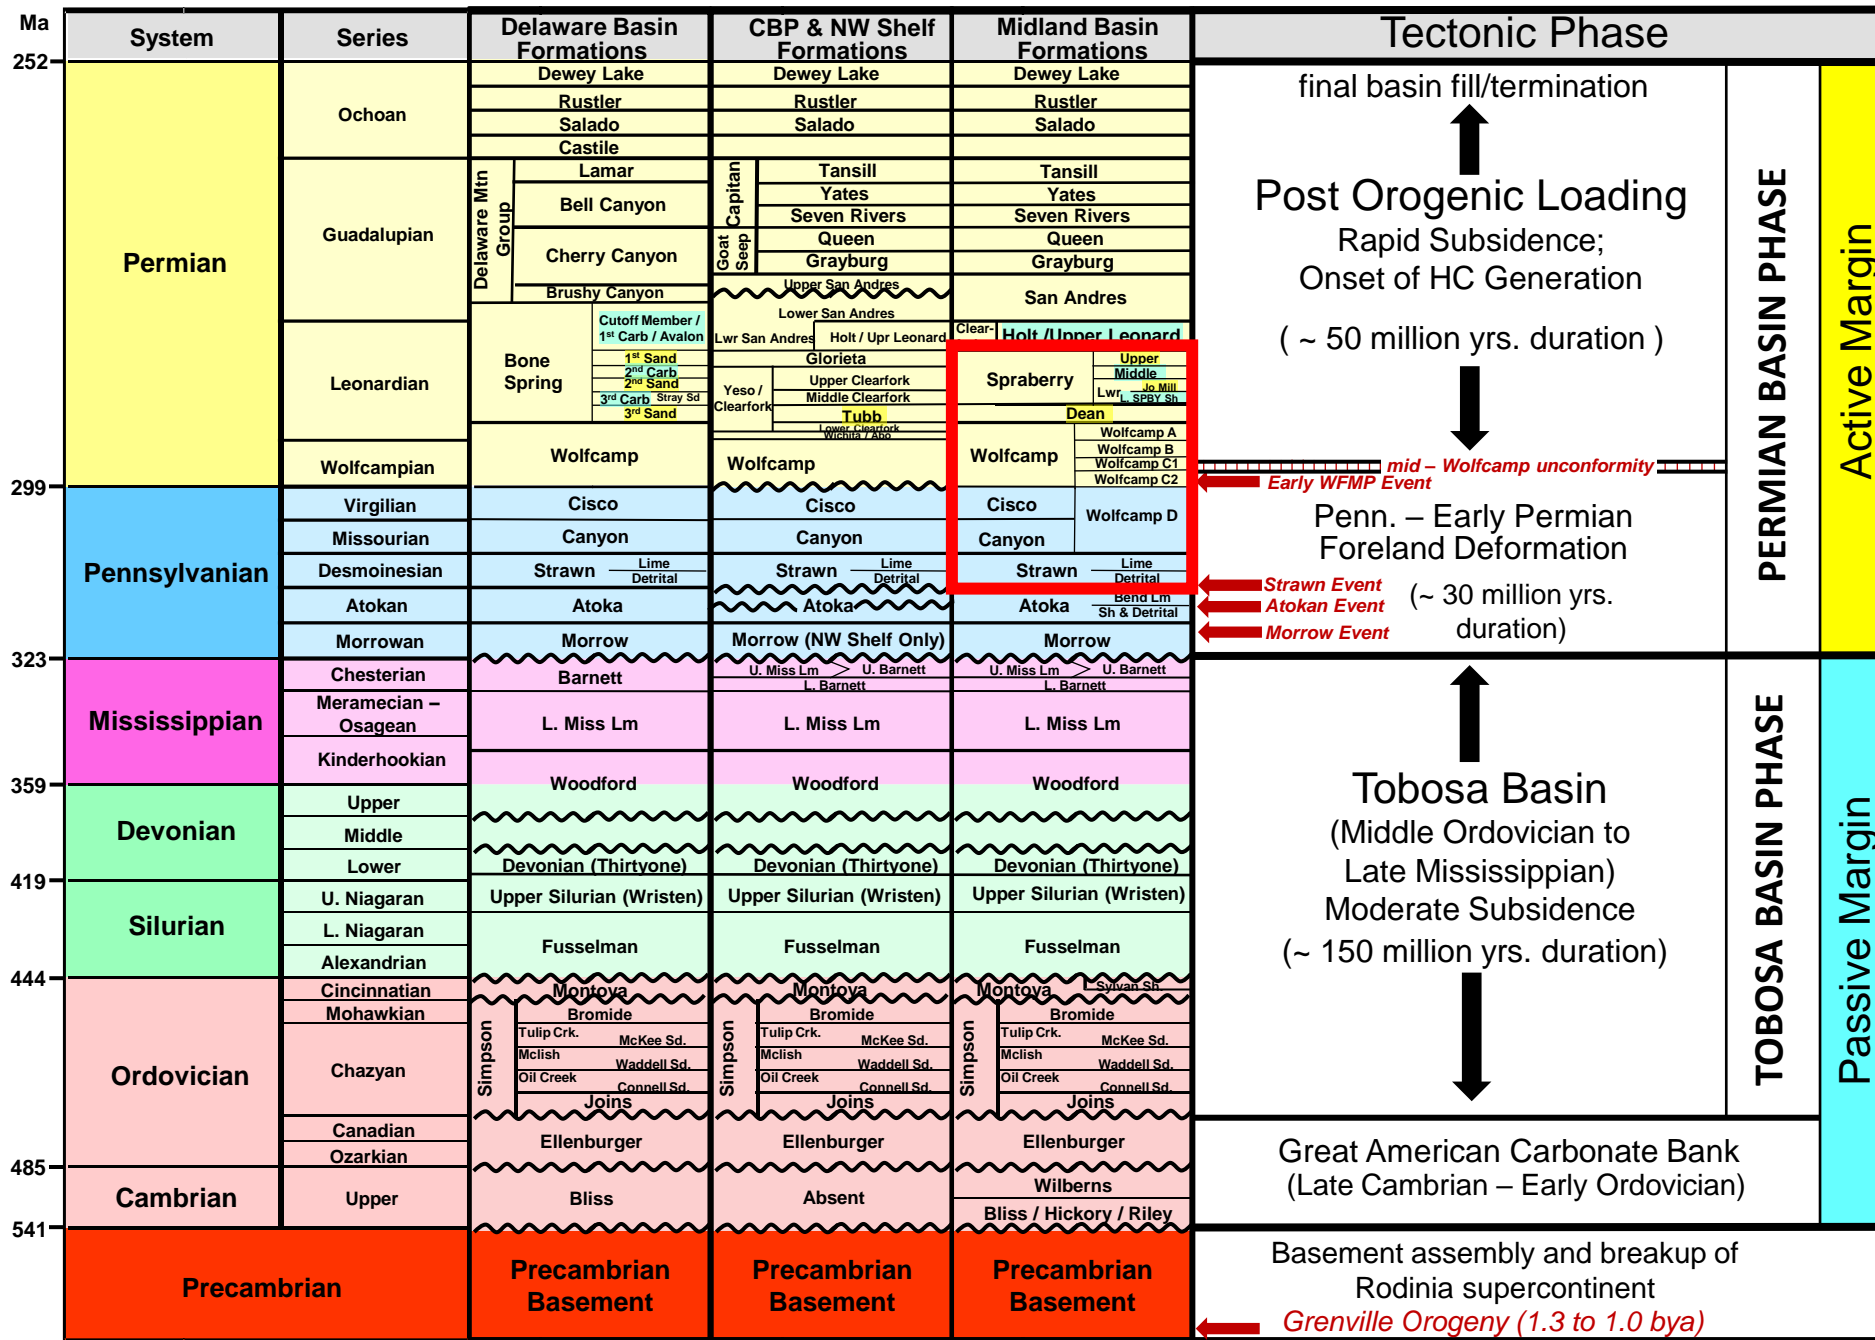 Ma
System
Series
Delaware Basin
Formations
CBP & NW Shelf
Formations
Midland Basin
Formations
Tectonic Phase
252
299
323
359
419
444
485
541
Permian
Pennsylvanian
Mississippian
Devonian
Silurian
Ordovician
Cambrian
Precambrian
Ochoan
Guadalupian
Leonardian
Wolfcampian
Virgilian
Missourian
Desmoinesian
Atokan
Morrowan
Chesterian
Meramecian –
Osagean
Kinderhookian
Upper
Middle
Lower
U. Niagaran
L. Niagaran
Alexandrian
Cincinnatian
Mohawkian
Chazyan
Canadian
Ozarkian
Upper
Dewey Lake
Rustler
Salado
Castile
Delaware Mtn
Group
Lamar
Bell Canyon
Cherry Canyon
Brushy Canyon
Bone
Spring
Cutoff Member /
1st Carb / Avalon
1st Sand
2nd Carb
2nd Sand
3rd Carb Stray Sd
3rd Sand
Wolfcamp
Cisco
Canyon
Strawn
Lime
Detrital
Atoka
Morrow
Barnett
L. Miss Lm
Woodford
Devonian (Thirtyone)
Upper Silurian (Wristen)
Fusselman
Montoya
Simpson
Bromide
Tulip Crk.
McKee Sd.
Mclish
Waddell Sd.
Oil Creek
Connell Sd.
Joins
Ellenburger
Bliss
Precambrian
Basement
Dewey Lake
Rustler
Salado
Capitan
Tansill
Yates
Seven Rivers
Goat
Seep
Queen
Grayburg
Upper San Andres
Lower San Andres
Lwr San Andres
Holt / Upr Leonard
Glorieta
Yeso /
Clearfork
Upper Clearfork
Middle Clearfork
Tubb
Lower Clearfork
Wichita / Abo
Wolfcamp
Cisco
Canyon
Strawn
Lime
Detrital
Atoka
Morrow (NW Shelf Only)
U. Miss Lm
U. Barnett
L. Barnett
L. Miss Lm
Woodford
Devonian (Thirtyone)
Upper Silurian (Wristen)
Fusselman
Montoya
Simpson
Bromide
Tulip Crk.
McKee Sd.
Mclish
Waddell Sd.
Oil Creek
Connell Sd.
Joins
Ellenburger
Absent
Precambrian
Basement
Dewey Lake
Rustler
Salado
Tansill
Yates
Seven Rivers
Queen
Grayburg
San Andres
Clear-
Holt /Upper Leonard
Spraberry
Upper
Middle
Lwr
Jo Mill
L. SPBY Sh
Dean
Wolfcamp
Wolfcamp A
Wolfcamp B
Wolfcamp C1
Wolfcamp C2
Cisco
Canyon
Wolfcamp D
Strawn
Lime
Detrital
Atoka
Bend Lm
Sh & Detrital
Morrow
U. Miss Lm
U. Barnett
L. Barnett
L. Miss Lm
Woodford
Devonian (Thirtyone)
Upper Silurian (Wristen)
Fusselman
Montoya
Sylvan Sh.
Simpson
Bromide
Tulip Crk.
McKee Sd.
Mclish
Waddell Sd.
Oil Creek
Connell Sd.
Joins
Ellenburger
Wilberns
Bliss / Hickory / Riley
Precambrian
Basement
final basin fill/termination
Post Orogenic Loading
Rapid Subsidence;
Onset of HC Generation
( ~ 50 million yrs. duration )
mid – Wolfcamp unconformity
Early WFMP Event
Penn. – Early Permian
Foreland Deformation
(~ 30 million yrs.
duration)
Strawn Event
Atokan Event
Morrow Event
Tobosa Basin
(Middle Ordovician to
Late Mississippian)
Moderate Subsidence
(~ 150 million yrs. duration)
Great American Carbonate Bank
(Late Cambrian – Early Ordovician)
Basement assembly and breakup of
Rodinia supercontinent
Grenville Orogeny (1.3 to 1.0 bya)
PERMIAN BASIN PHASE
TOBOSA BASIN PHASE
Active Margin
Passive Margin